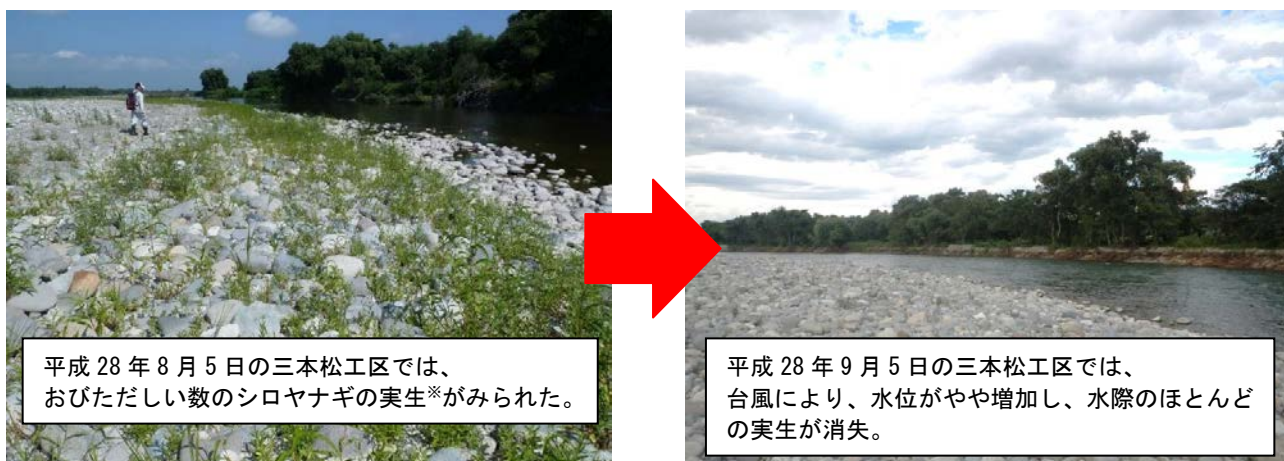 平成 28 年 8 月 5 日の三本松工区では、
おびただしい数のシロヤナギの実生※がみられた。
平成 28 年 9 月 5 日の三本松工区では、
台風により、水位がやや増加し、水際のほとんど
の実生が消失。